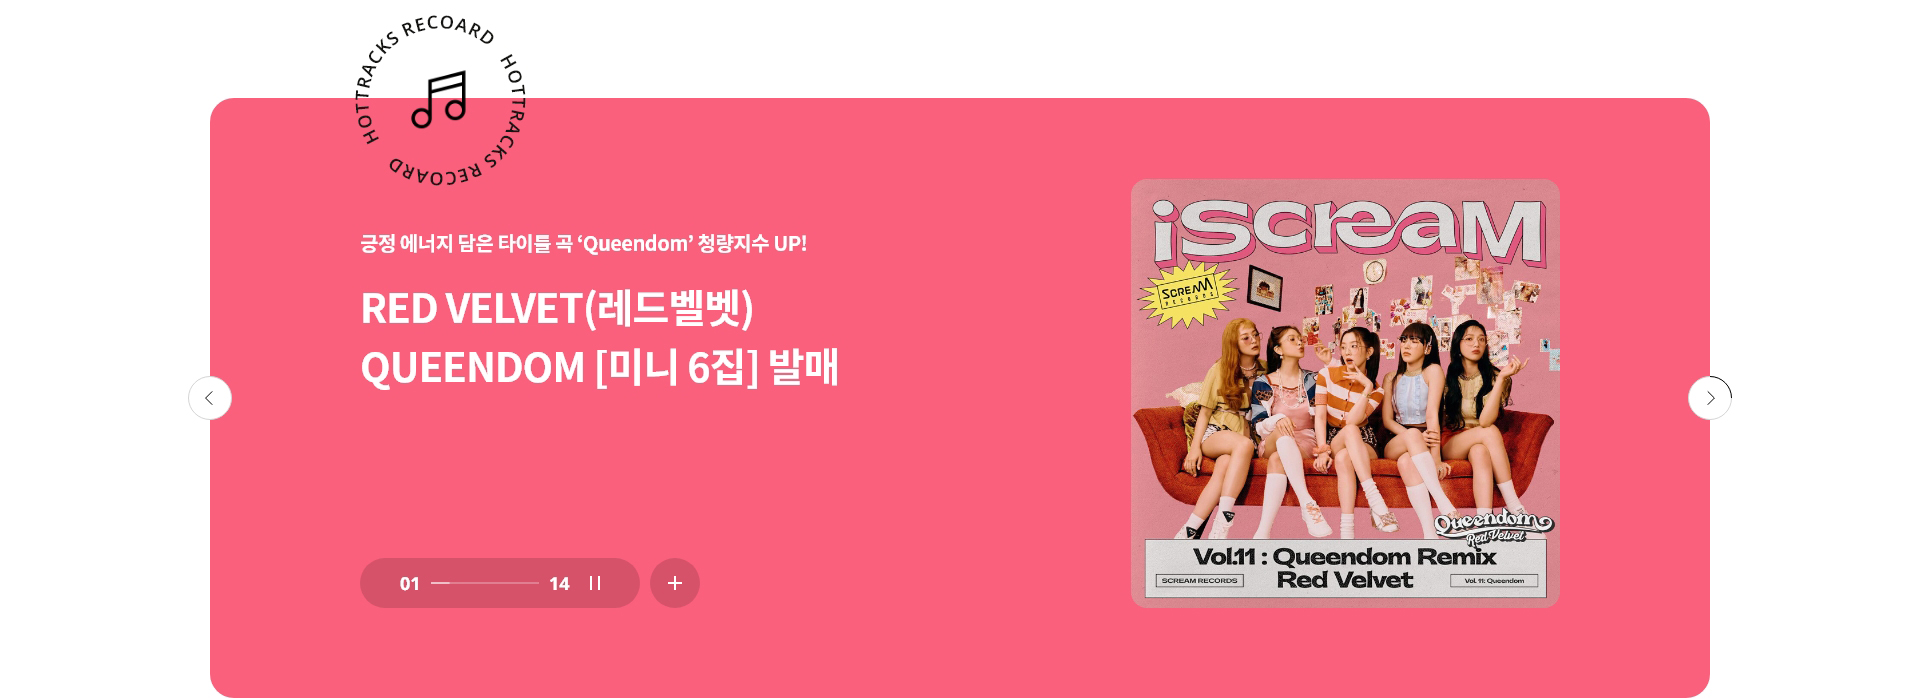 HOTTRACKS RECOARD
HOTTRACKS RECOARD
긍정 에너지 담은 타이틀 곡 ‘Queendom’ 청량지수 UP!
RED VELVET(레드벨벳)
QUEENDOM [미니 6집] 발매
01
14
iScreaM
SCREAM
RECORDS
Queendom
Red Velvet
Vol.11 : Queendom Remix
SCREAM RECORDS
Red Velvet
Vol. 11: Queendom